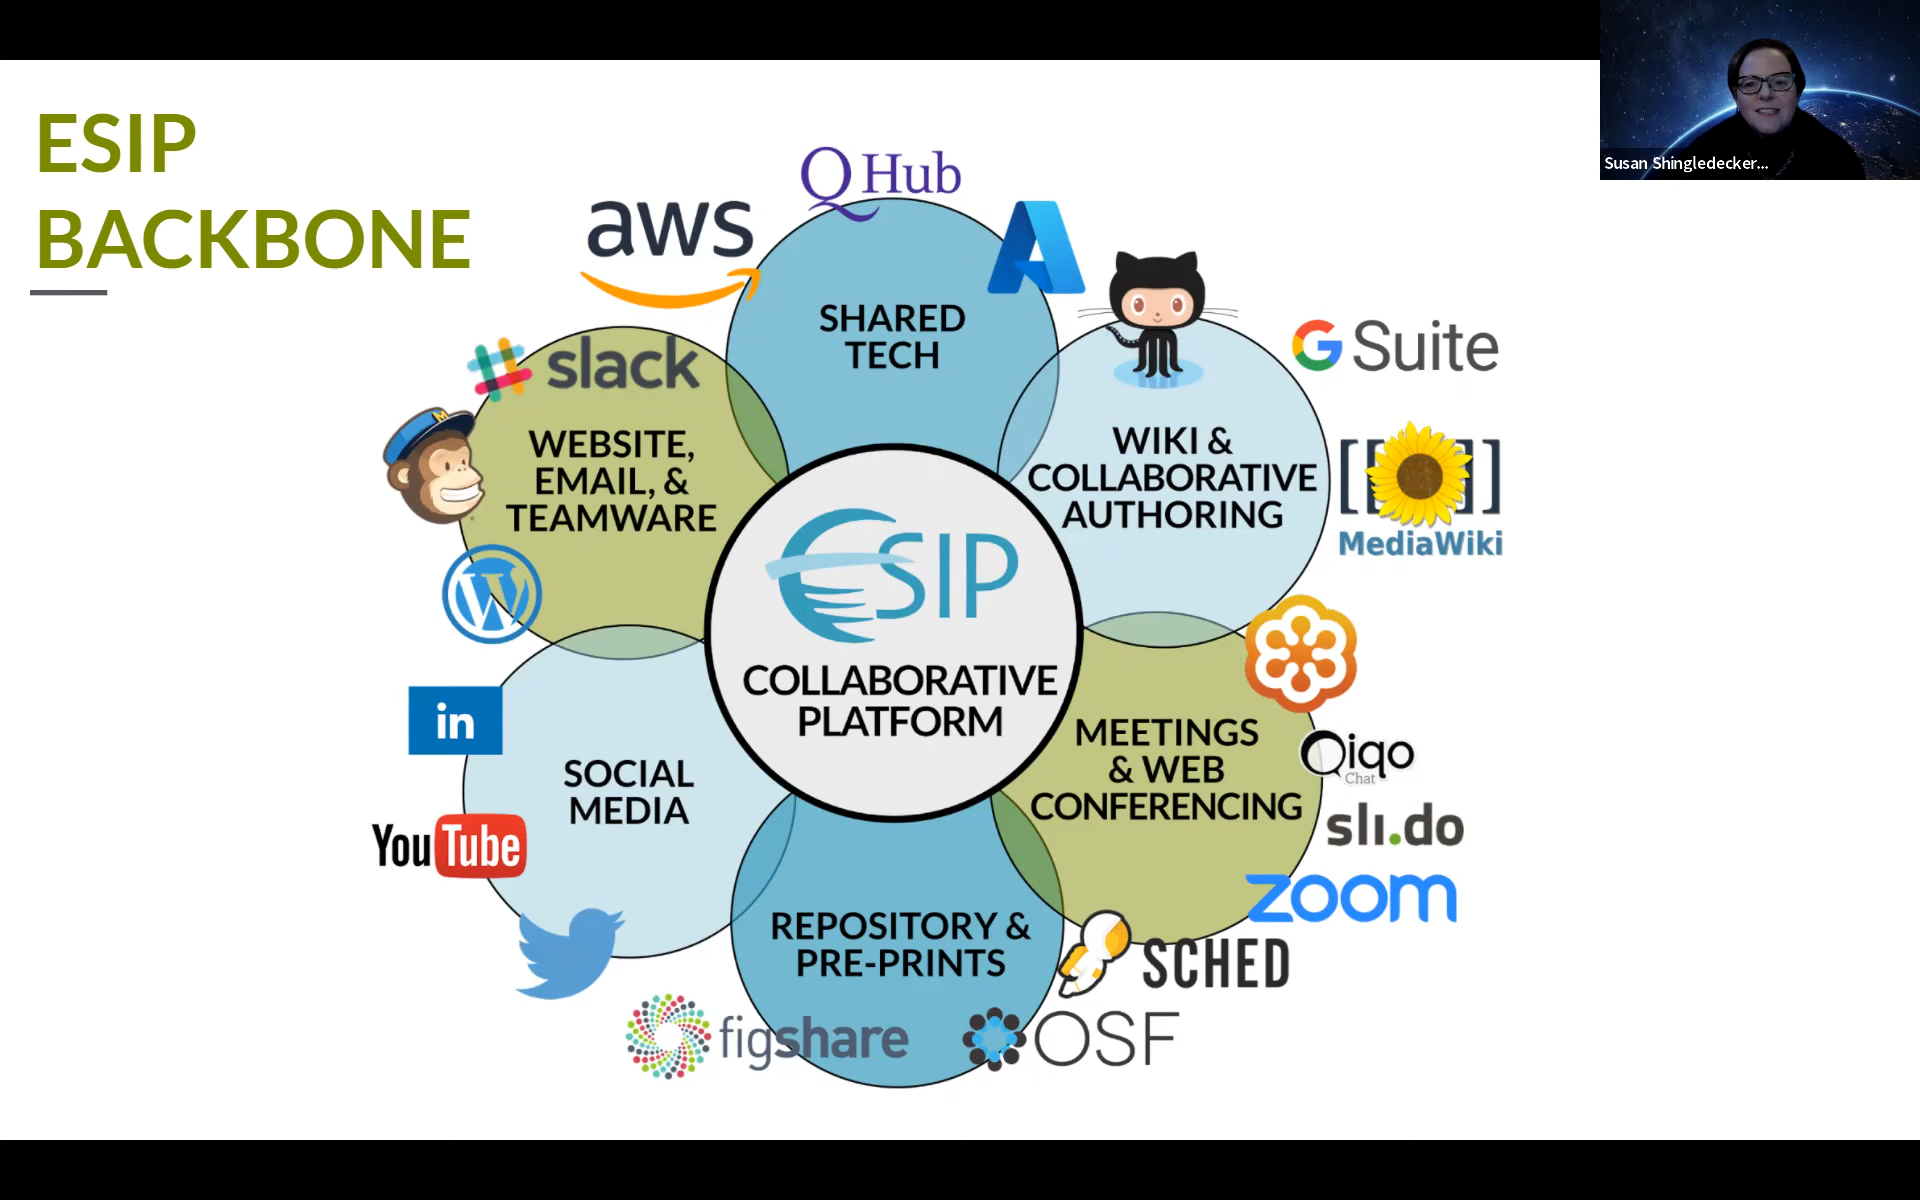 ESIP
BACKBONE
Susan Shingledecker...
Q Hub
aws
SHARED
TECH
slack
G Suite
WEBSITE,
EMAIL, &
TEAMWARE
WIKI &
COLLABORATIVE
AUTHORING
MediaWiki
ESIP
COLLABORATIVE
PLATFORM
in
MEETINGS
& WEB
CONFERENCING
Qiqo
Chat
SOCIAL
MEDIA
sli.do
YouTube
zoom
REPOSITORY &
PRE-PRINTS
SCHED
figshare
OSF